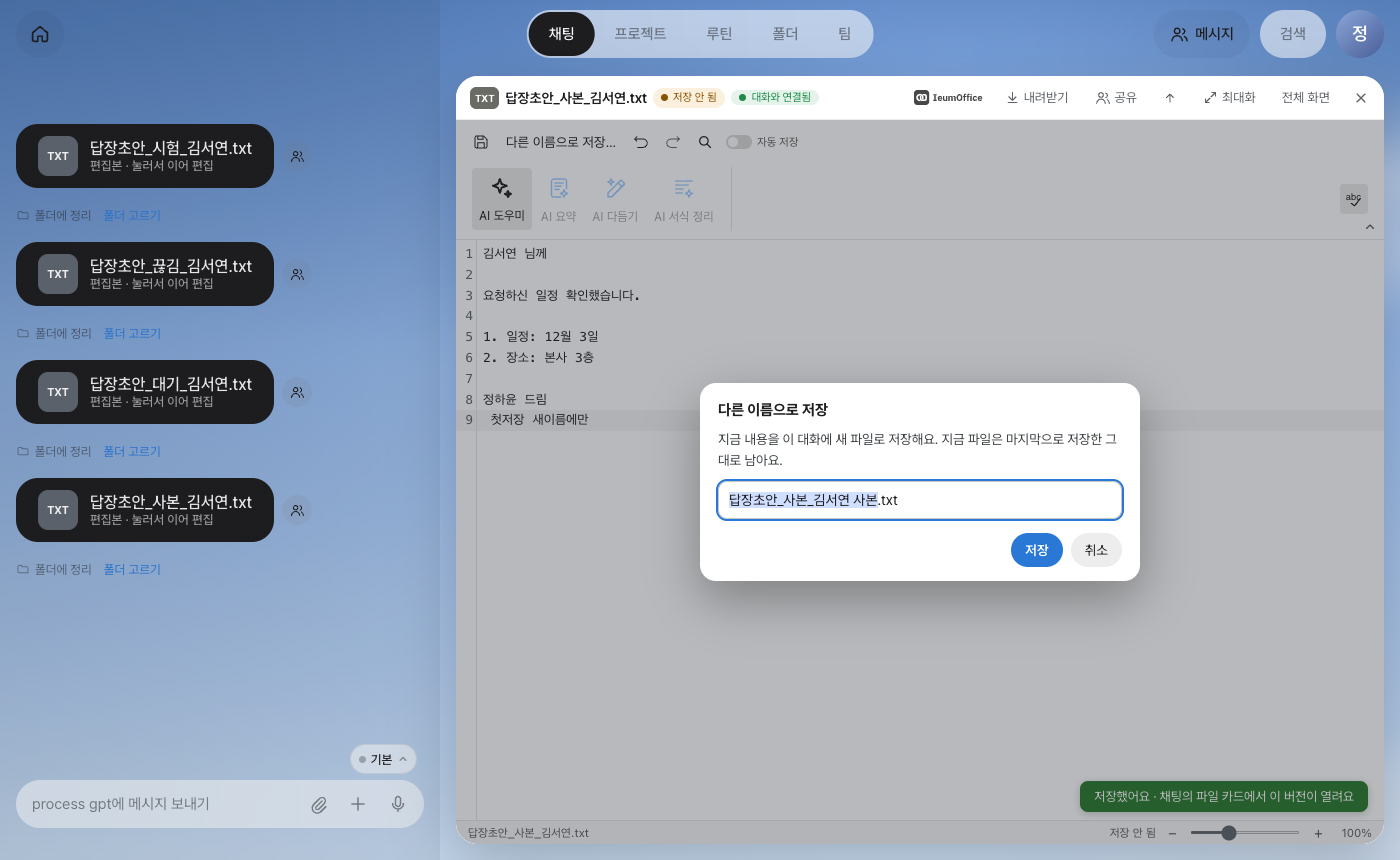 채팅
프로젝트
루틴
폴더
팀
메시지
검색
정
TXT
답장초안_시험_김서연.txt
편집본 · 눌러서 이어 편집
폴더에 정리 폴더 고르기
TXT
답장초안_끊김_김서연.txt
편집본 · 눌러서 이어 편집
폴더에 정리 폴더 고르기
TXT
답장초안_대기_김서연.txt
편집본 · 눌러서 이어 편집
폴더에 정리 폴더 고르기
TXT
답장초안_사본_김서연.txt
편집본 · 눌러서 이어 편집
폴더에 정리 폴더 고르기
기본
process gpt에 메시지 보내기
TXT 답장초안_사본_김서연.txt 저장 안 됨 대화와 연결됨 IeumOffice 내려받기 공유 최대화 전체 화면
다른 이름으로 저장... 자동 저장
AI 도우미 AI 요약 AI 다듬기 AI 서식 정리 abc
1 김서연 님께
2
3 요청하신 일정 확인했습니다.
4
5 1. 일정: 12월 3일
6 2. 장소: 본사 3층
7
8 정하윤 드림
9 첫저장 새이름에만
다른 이름으로 저장
지금 내용을 이 대화에 새 파일로 저장해요. 지금 파일은 마지막으로 저장한 그
대로 남아요.
답장초안_사본_김서연 사본.txt
저장 취소
저장했어요 · 채팅의 파일 카드에서 이 버전이 열려요
답장초안_사본_김서연.txt 저장 안 됨 − + 100%